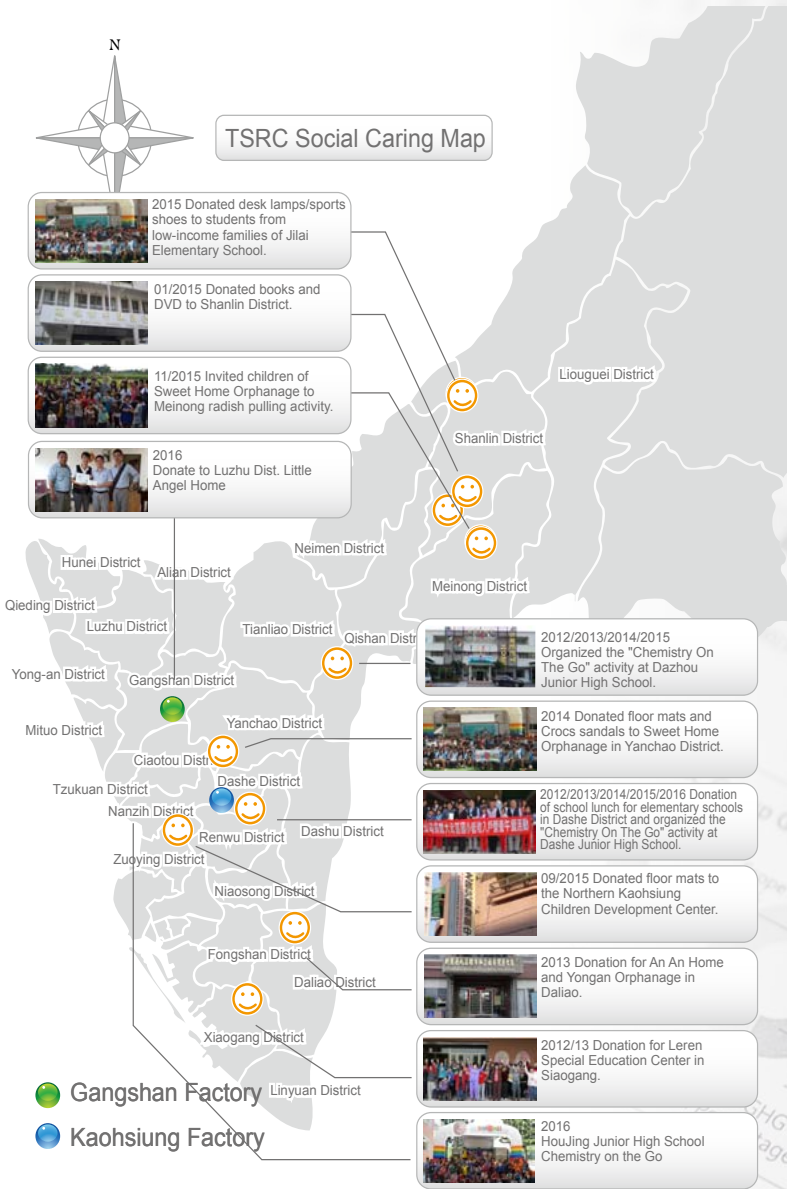 N
TSRC Social Caring Map
2015 Donated desk lamps/sports
shoes to students from
low-income families of Jilai
Elementary School.
01/2015 Donated books and
DVD to Shanlin District.
11/2015 Invited children of
Sweet Home Orphanage to
Meinong radish pulling activity.
2016
Donate to Luzhu Dist. Little
Angel Home
Liouguei District
Shanlin District
Neimen District
Meinong District
Hunei District
Alian District
Qieding District
Luzhu District
Tianliao District
Qishan Distr
Yong-an District
Gangshan District
Mituo District
Yanchao District
Ciaotou Distri
Dashe District
Tzukuan District
Nanzih District
Renwu District
Dashu District
Zuoying District
Niaosong District
Fongshan District
Daliao District
Xiaogang District
Linyuan District
2012/2013/2014/2015
Organized the "Chemistry On
The Go" activity at Dazhou
Junior High School.
2014 Donated floor mats and
Crocs sandals to Sweet Home
Orphanage in Yanchao District.
2012/2013/2014/2015/2016 Donation
of school lunch for elementary schools
in Dashe District and organized the
"Chemistry On The Go" activity at
Dashe Junior High School.
09/2015 Donated floor mats to
the Northern Kaohsiung
Children Development Center.
2013 Donation for An An Home
and Yongan Orphanage in
Daliao.
2012/13 Donation for Leren
Special Education Center in
Siaogang.
2016
HouJing Junior High School
Chemistry on the Go
Gangshan Factory
Kaohsiung Factory
GHG